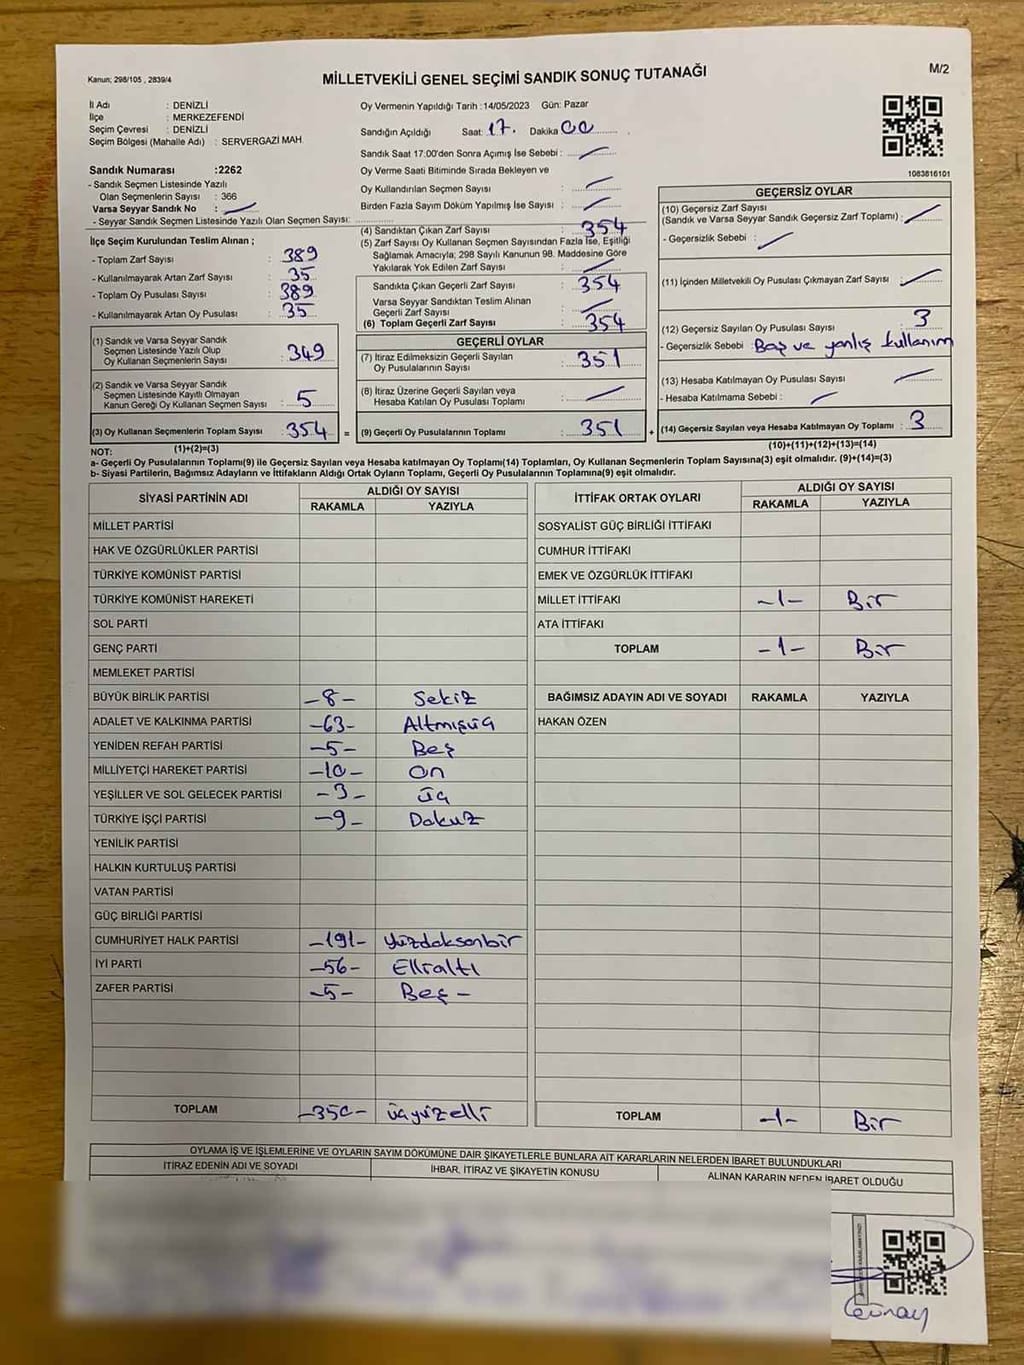 Kanun; 298/105 , 2839/4
MİLLETVEKİLİ GENEL SEÇİMİ SANDIK SONUÇ TUTANAĞI
M/2
İl Adı : DENİZLİ
İlçe : MERKEZEFENDİ
Seçim Çevresi : DENİZLİ
Seçim Bölgesi (Mahalle Adı) : SERVERGAZİ MAH.
Sandık Numarası :2262
- Sandık Seçmen Listesinde Yazılı
Olan Seçmenlerin Sayısı : 366
Varsa Seyyar Sandık No :
- Seyyar Sandık Seçmen Listesinde Yazılı Olan Seçmen Sayısı:
İlçe Seçim Kurulundan Teslim Alınan ;
- Toplam Zarf Sayısı : 389
- Kullanılmayarak Artan Zarf Sayısı : 35
- Toplam Oy Pusulası Sayısı : 389
- Kullanılmayarak Artan Oy Pusulası : 35
(1) Sandık ve Varsa Seyyar Sandık
Seçmen Listesinde Yazılı Olup
Oy Kullanan Seçmenlerin Sayısı : 349
(2) Sandık ve Varsa Seyyar Sandık
Seçmen Listesinde Kayıtlı Olmayan
Kanun Gereği Oy Kullanan Seçmen Sayısı : 5
(3) Oy Kullanan Seçmenlerin Toplam Sayısı : 354 =
Oy Vermenin Yapıldığı Tarih :14/05/2023 Gün: Pazar
Sandığın Açıldığı Saat: 17. Dakika 00
Sandık Saat 17:00'den Sonra Açımış İse Sebebi :
Oy Verme Saati Bitiminde Sırada Bekleyen ve
Oy Kullandırılan Seçmen Sayısı :
Birden Fazla Sayım Döküm Yapılmış İse Sayısı :
(4) Sandıktan Çıkan Zarf Sayısı : 354
(5) Zarf Sayısı Oy Kullanan Seçmen Sayısından Fazla İse, Eşitliği
Sağlamak Amacıyla; 298 Sayılı Kanunun 98. Maddesine Göre
Yakılarak Yok Edilen Zarf Sayısı :
Sandıkta Çıkan Geçerli Zarf Sayısı : 354
Varsa Seyyar Sandıktan Teslim Alınan
Geçerli Zarf Sayısı :
(6) Toplam Geçerli Zarf Sayısı : 354
GEÇERLİ OYLAR
(7) İtiraz Edilmeksizin Geçerli Sayılan
Oy Pusulalarının Sayısı : 351
(8) İtiraz Üzerine Geçerli Sayılan veya
Hesaba Katılan Oy Pusulası Toplamı :
(9) Geçerli Oy Pusulalarının Toplamı : 351 +
1083816101
GEÇERSİZ OYLAR
(10) Geçersiz Zarf Sayısı
(Sandık ve Varsa Seyyar Sandık Geçersiz Zarf Toplamı) :
- Geçersizlik Sebebi :
(11) İçinden Milletvekili Oy Pusulası Çıkmayan Zarf Sayısı :
(12) Geçersiz Sayılan Oy Pusulası Sayısı : 3
- Geçersizlik Sebebi : Boş ve yanlış kullanım
(13) Hesaba Katılmayan Oy Pusulası Sayısı :
- Hesaba Katılmama Sebebi :
(14) Geçersiz Sayılan veya Hesaba Katılmayan Oy Toplamı : 3
NOT: (1)+(2)=(3)
(10)+(11)+(12)+(13)=(14)
a- Geçerli Oy Pusulalarının Toplamı(9) ile Geçersiz Sayılan veya Hesaba Katılmayan Oy Toplamı(14) Toplamları, Oy Kullanan Seçmenlerin Toplam Sayısına(3) eşit olmalıdır. (9)+(14)=(3)
b- Siyasi Partilerin, Bağımsız Adayların ve İttifakların Aldığı Ortak Oyların Toplamı, Geçerli Oy Pusulalarının Toplamına(9) eşit olmalıdır.
SİYASİ PARTİNİN ADI
ALDIĞI OY SAYISI
RAKAMLA YAZIYLA
MİLLET PARTİSİ
HAK VE ÖZGÜRLÜKLER PARTİSİ
TÜRKİYE KOMÜNİST PARTİSİ
TÜRKİYE KOMÜNİST HAREKETİ
SOL PARTİ
GENÇ PARTİ
MEMLEKET PARTİSİ
BÜYÜK BİRLİK PARTİSİ -8- Sekiz
ADALET VE KALKINMA PARTİSİ -63- Altmışüç
YENİDEN REFAH PARTİSİ -5- Beş
MİLLİYETÇİ HAREKET PARTİSİ -10- On
YEŞİLLER VE SOL GELECEK PARTİSİ -3- üç
TÜRKİYE İŞÇİ PARTİSİ -9- Dokuz
YENİLİK PARTİSİ
HALKIN KURTULUŞ PARTİSİ
VATAN PARTİSİ
GÜÇ BİRLİĞİ PARTİSİ
CUMHURİYET HALK PARTİSİ -191- yüzdoksanbir
İYİ PARTİ -56- Ellialtı
ZAFER PARTİSİ -5- Beş -
TOPLAM -350- üçyüzelli
İTTİFAK ORTAK OYLARI
ALDIĞI OY SAYISI
RAKAMLA YAZIYLA
SOSYALİST GÜÇ BİRLİĞİ İTTİFAKI
CUMHUR İTTİFAKI
EMEK VE ÖZGÜRLÜK İTTİFAKI
MİLLET İTTİFAKI -1- Bir
ATA İTTİFAKI
TOPLAM -1- Bir
BAĞIMSIZ ADAYIN ADI VE SOYADI RAKAMLA YAZIYLA
HAKAN ÖZEN
TOPLAM -1- Bir
OYLAMA İŞ VE İŞLEMLERİNE VE OYLARIN SAYIM DÖKÜMÜNE DAİR ŞİKAYETLERLE BUNLARA AİT KARARLARIN NELERDEN İBARET BULUNDUKLARI
İTİRAZ EDENİN ADI VE SOYADI
İHBAR, İTİRAZ VE ŞİKAYETİN KONUSU
ALINAN KARARIN NEDEN İBARET OLDUĞU